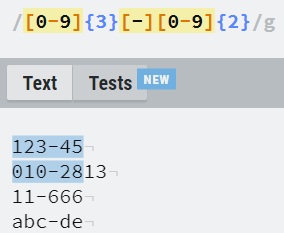 /[0-9]{3}[-][0-9]{2}/g
Text Tests NEW
123-45¬
010-2813¬
11-666¬
abc-de¬